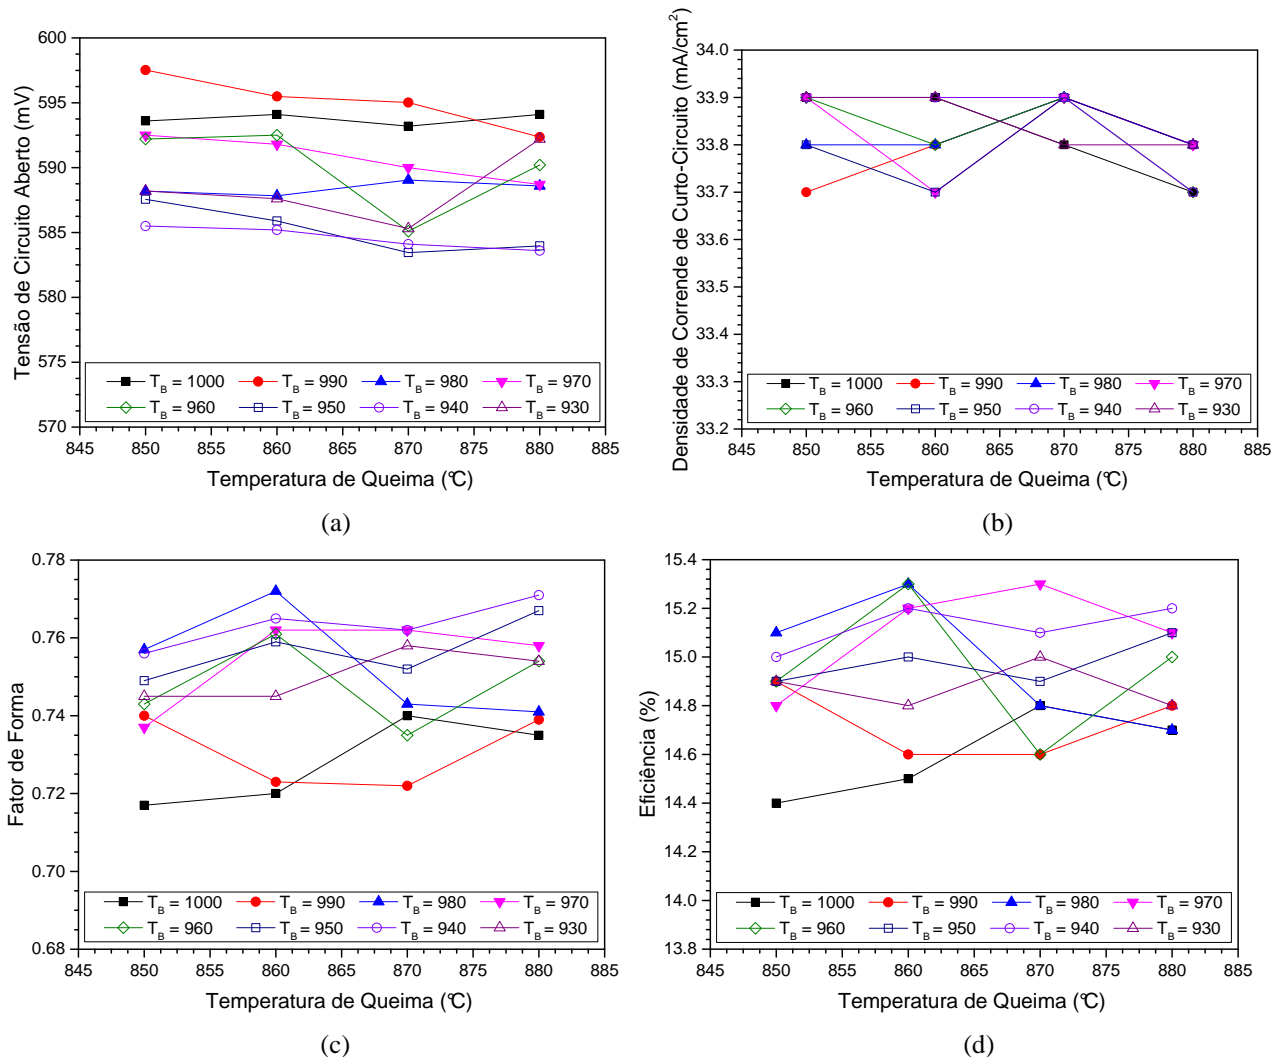 Tensão de Circuito Aberto (mV)
600
595
590
585
580
575
570
T_B = 1000 T_B = 990 T_B = 980 T_B = 970
T_B = 960 T_B = 950 T_B = 940 T_B = 930
845 850 855 860 865 870 875 880 885
Temperatura de Queima (°C)
(a)
Densidade de Corrende de Curto-Circuito (mA/cm²)
34.0
33.9
33.8
33.7
33.6
33.5
33.4
33.3
33.2
T_B = 1000 T_B = 990 T_B = 980 T_B = 970
T_B = 960 T_B = 950 T_B = 940 T_B = 930
845 850 855 860 865 870 875 880 885
Temperatura de Queima (°C)
(b)
Fator de Forma
0.78
0.76
0.74
0.72
0.70
0.68
T_B = 1000 T_B = 990 T_B = 980 T_B = 970
T_B = 960 T_B = 950 T_B = 940 T_B = 930
845 850 855 860 865 870 875 880 885
Temperatura de Queima (°C)
(c)
Eficiência (%)
15.4
15.2
15.0
14.8
14.6
14.4
14.2
14.0
13.8
T_B = 1000 T_B = 990 T_B = 980 T_B = 970
T_B = 960 T_B = 950 T_B = 940 T_B = 930
845 850 855 860 865 870 875 880 885
Temperatura de Queima (°C)
(d)